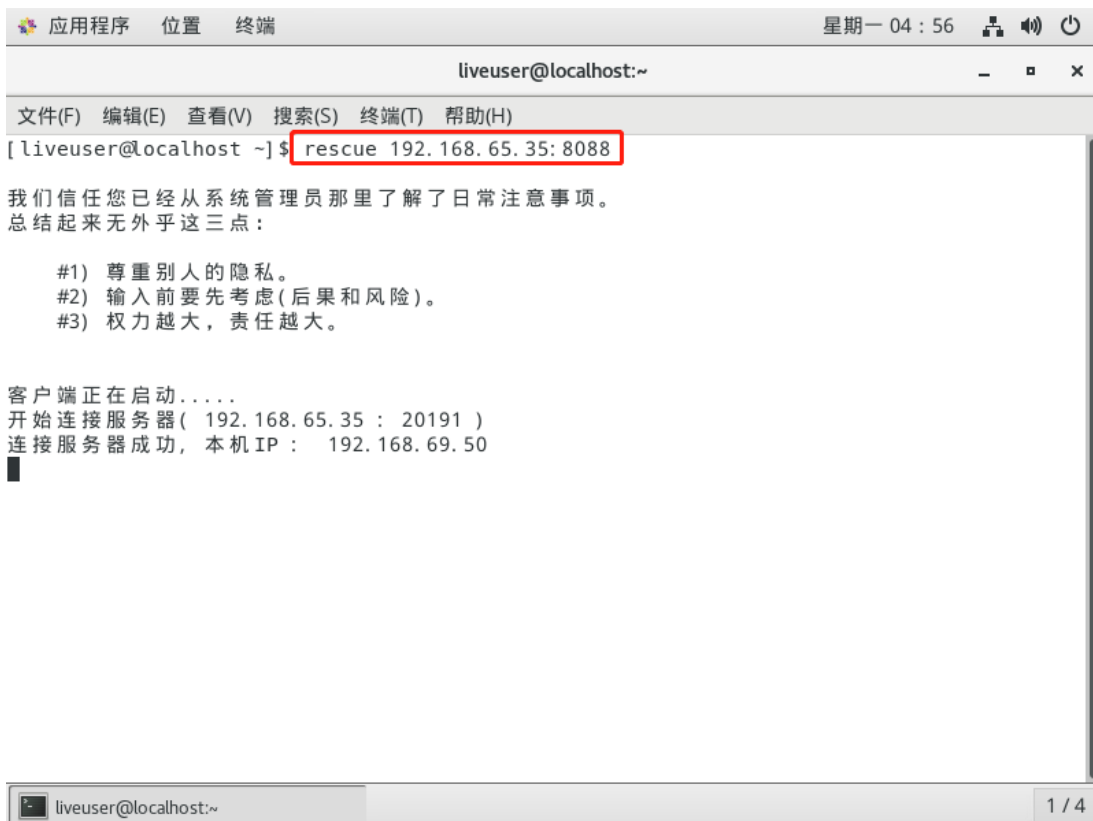 应用程序 位置 终端 星期一 04：56
liveuser@localhost:~
文件(F) 编辑(E) 查看(V) 搜索(S) 终端(T) 帮助(H)
[liveuser@localhost ~]$ rescue 192.168.65.35:8088
我们信任您已经从系统管理员那里了解了日常注意事项。
总结起来无外乎这三点：
#1) 尊重别人的隐私。
#2) 输入前要先考虑(后果和风险)。
#3) 权力越大，责任越大。
客户端正在启动.....
开始连接服务器( 192.168.65.35 : 20191 )
连接服务器成功, 本机IP : 192.168.69.50
liveuser@localhost:~ 1 / 4